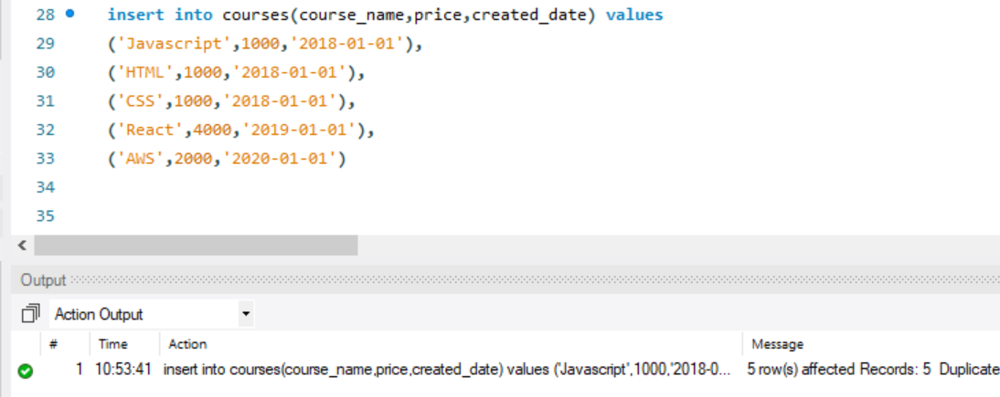 28 insert into courses(course_name,price,created_date) values
29 ('Javascript',1000,'2018-01-01'),
30 ('HTML',1000,'2018-01-01'),
31 ('CSS',1000,'2018-01-01'),
32 ('React',4000,'2019-01-01'),
33 ('AWS',2000,'2020-01-01')
34
35
Output
Action Output
# Time Action Message
1 10:53:41 insert into courses(course_name,price,created_date) values ('Javascript',1000,'2018-0... 5 row(s) affected Records: 5 Duplicate